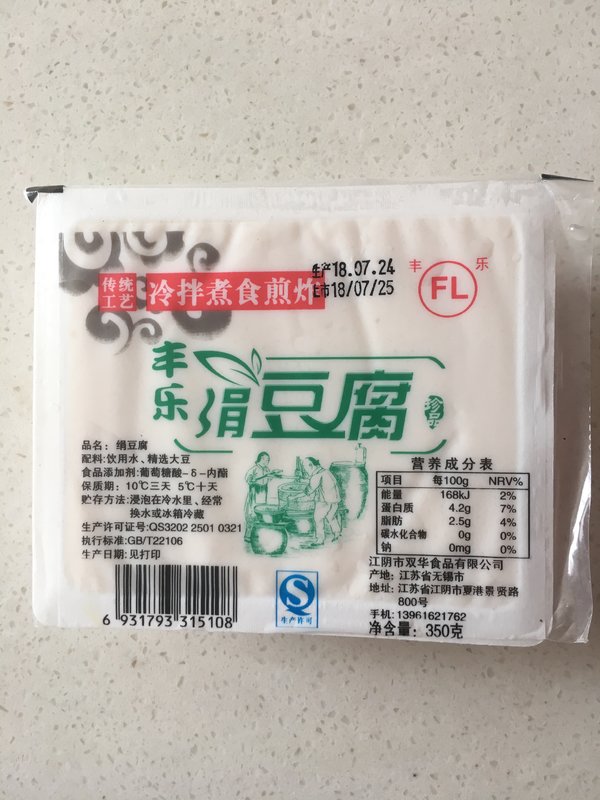 生产18.07.24
上市18/07/25
丰 FL 乐
传统工艺
冷拌煮食煎炸
丰乐
绢豆腐
珍品
品名：绢豆腐
配料:饮用水、精选大豆
食品添加剂:葡萄糖酸-δ-内酯
保质期：10℃三天 5℃十天
贮存方法:浸泡在冷水里、经常
换水或冰箱冷藏
生产许可证号:QS3202 2501 0321
执行标准:GB/T22106
生产日期:见打印
营养成分表
项目 每100g NRV%
能量 168kJ 2%
蛋白质 4.2g 7%
脂肪 2.5g 4%
碳水化合物 0g 0%
钠 0mg 0%
江阴市双华食品有限公司
产地：江苏省无锡市
地址：江苏省江阴市夏港景贤路
800号
手机:13961621762
净含量：350克
6 931793 315108
QS
生产许可